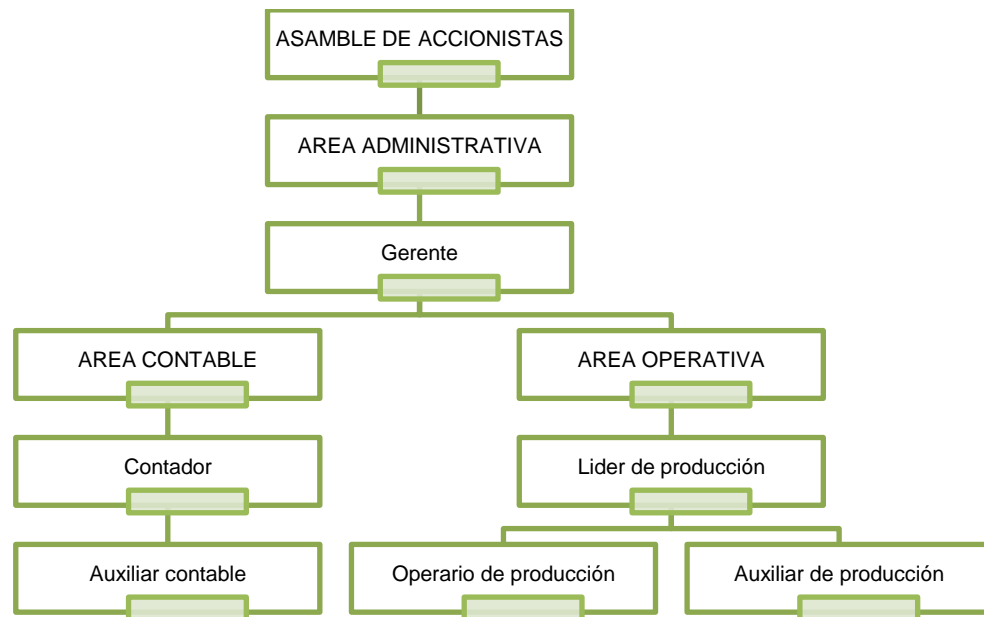 ASAMBLE DE ACCIONISTAS
AREA ADMINISTRATIVA
Gerente
AREA CONTABLE
AREA OPERATIVA
Contador
Lider de producción
Auxiliar contable
Operario de producción
Auxiliar de producción